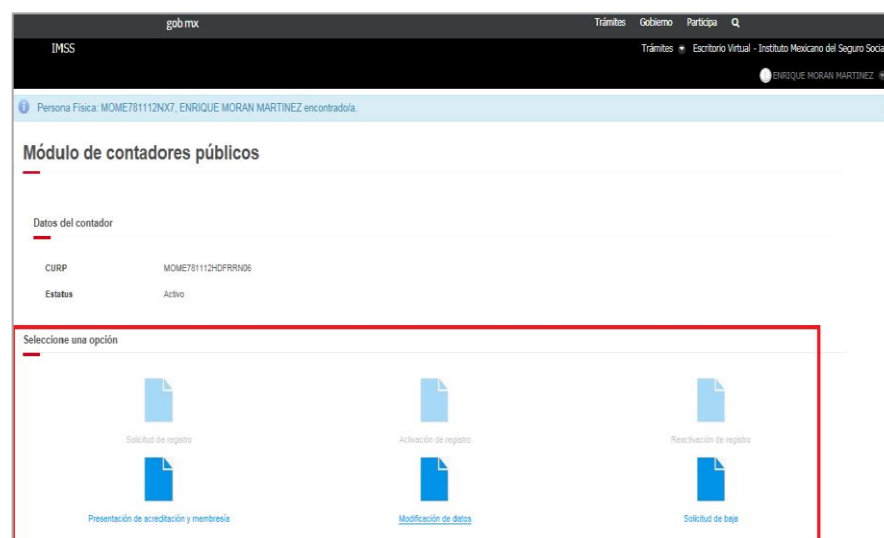 gob mx Trámites Gobierno Participa
IMSS Trámites Escritorio Virtual - Instituto Mexicano del Seguro Socia
ENRIQUE MORAN MARTINEZ
Persona Física: MOME781112NX7, ENRIQUE MORAN MARTINEZ encontrado/a.
Módulo de contadores públicos
Datos del contador
CURP MOME781112HDFRRN06
Estatus Activo
Seleccione una opción
Solicitud de registro Activación de registro Reactivación de registro
Presentación de acreditación y membresía Modificación de datos Solicitud de baja